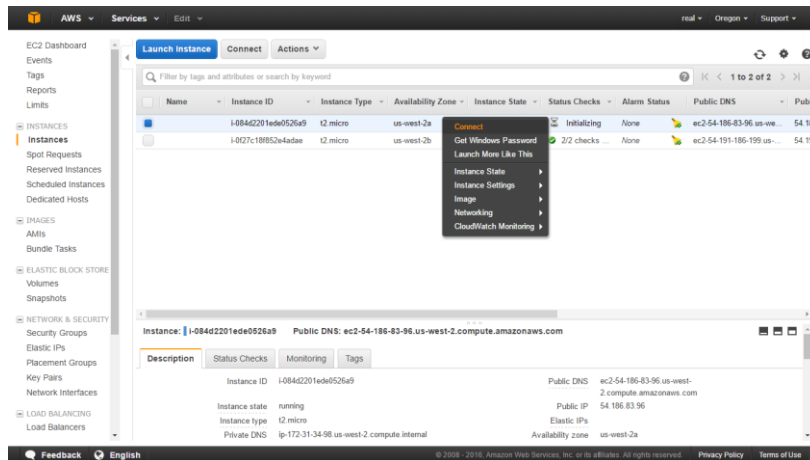 AWS Services Edit real Oregon Support
EC2 Dashboard
Events
Tags
Reports
Limits
INSTANCES
Instances
Spot Requests
Reserved Instances
Scheduled Instances
Dedicated Hosts
IMAGES
AMIs
Bundle Tasks
ELASTIC BLOCK STORE
Volumes
Snapshots
NETWORK & SECURITY
Security Groups
Elastic IPs
Placement Groups
Key Pairs
Network Interfaces
LOAD BALANCING
Load Balancers
Launch Instance Connect Actions
Filter by tags and attributes or search by keyword 1 to 2 of 2
Name Instance ID Instance Type Availability Zone Instance State Status Checks Alarm Status Public DNS
i-084d2201ede0526a9 t2.micro us-west-2a Initializing None ec2-54-186-83-96.us-we...
i-0f27c18f852e4adae t2.micro us-west-2b 2/2 checks ... None ec2-54-191-186-199.us-...
Connect
Get Windows Password
Launch More Like This
Instance State
Instance Settings
Image
Networking
CloudWatch Monitoring
Instance: i-084d2201ede0526a9 Public DNS: ec2-54-186-83-96.us-west-2.compute.amazonaws.com
Description Status Checks Monitoring Tags
Instance ID i-084d2201ede0526a9 Public DNS ec2-54-186-83-96.us-west-
2.compute.amazonaws.com
Instance state running Public IP 54.186.83.96
Instance type t2.micro Elastic IPs
Private DNS ip-172-31-34-98.us-west-2.compute.internal Availability zone us-west-2a
Feedback English © 2008 - 2016, Amazon Web Services, Inc. or its affiliates. All rights reserved. Privacy Policy Terms of Use